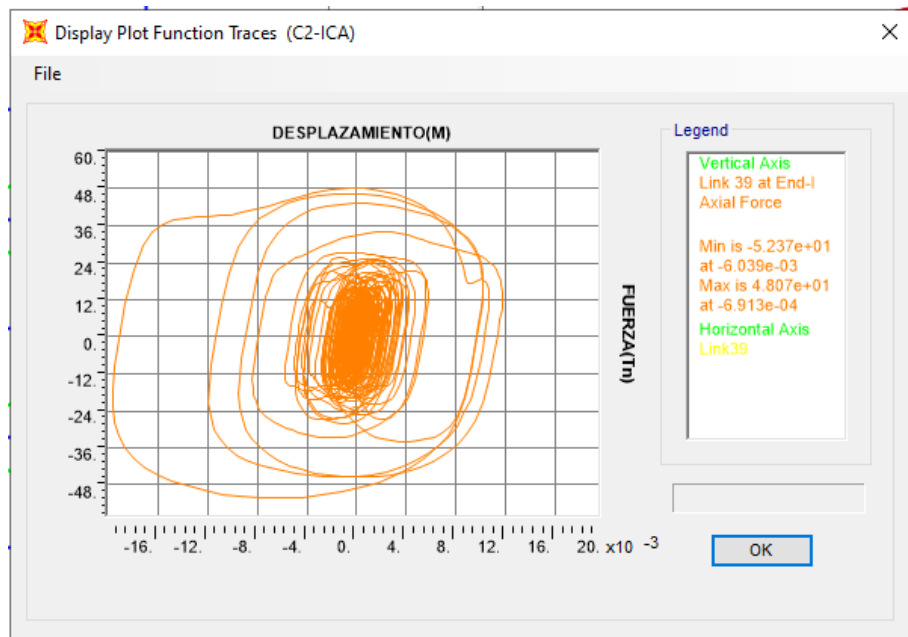 Display Plot Function Traces (C2-ICA)
File
DESPLAZAMIENTO(M)
60.
48.
36.
24.
12.
0.
-12.
-24.
-36.
-48.
-16. -12. -8. -4. 0. 4. 8. 12. 16. 20. x10 -3
FUERZA(Tn)
Legend
Vertical Axis
Link 39 at End-I
Axial Force
Min is -5.237e+01
at -6.039e-03
Max is 4.807e+01
at -6.913e-04
Horizontal Axis
Link39
OK